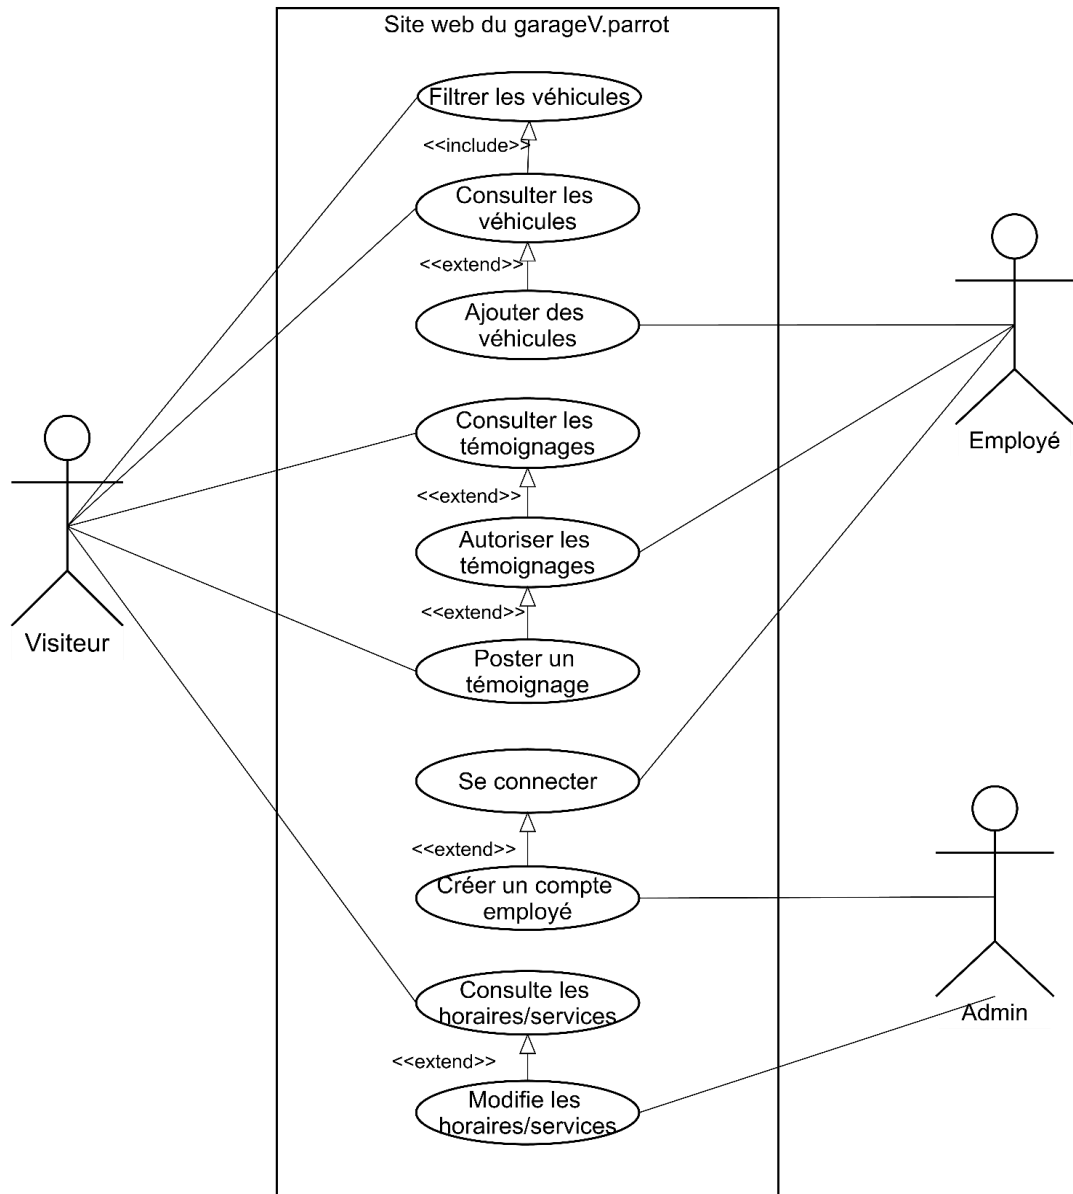 Site web du garageV.parrot
Filtrer les véhicules
<<include>>
Consulter les
véhicules
<<extend>>
Ajouter des
véhicules
Consulter les
témoignages
<<extend>>
Autoriser les
témoignages
<<extend>>
Poster un
témoignage
Se connecter
<<extend>>
Créer un compte
employé
Consulte les
horaires/services
<<extend>>
Modifie les
horaires/services
Visiteur
Employé
Admin